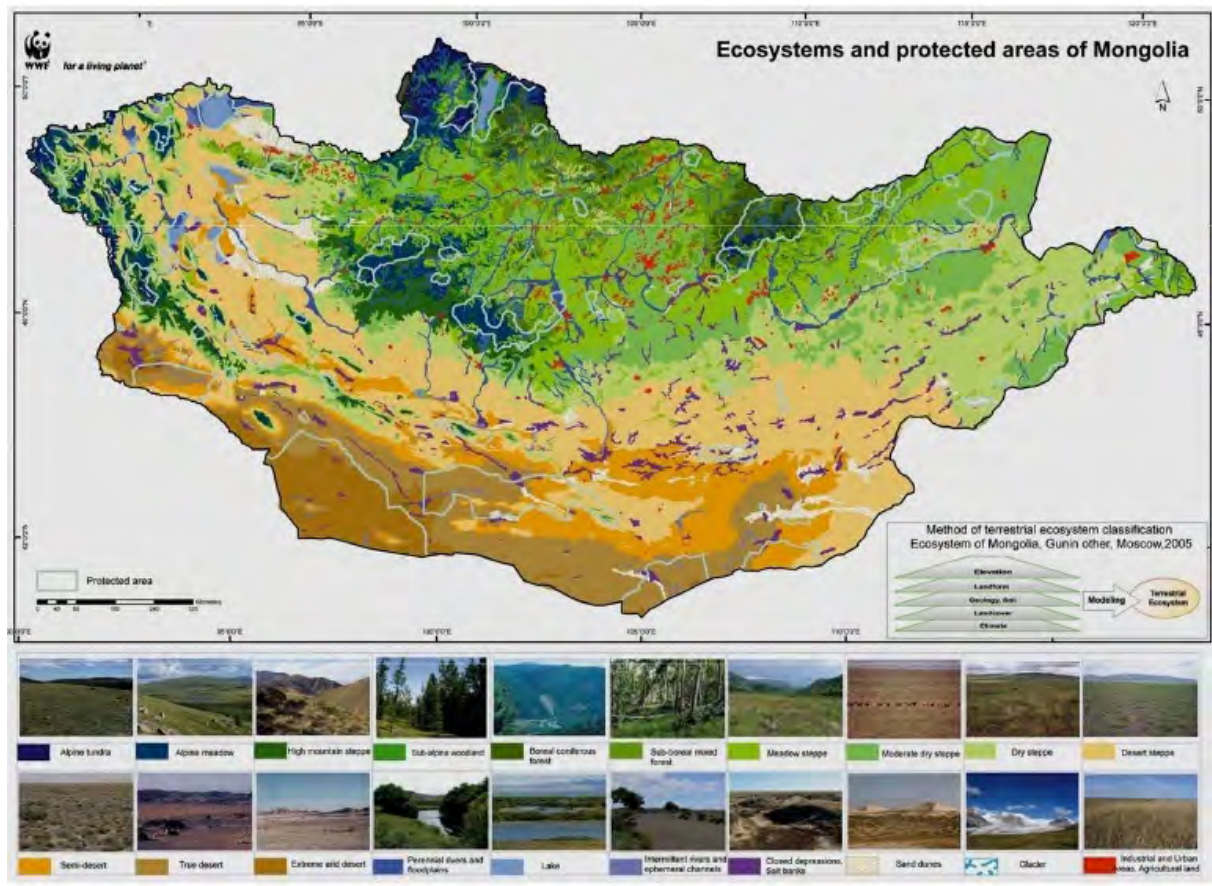 Ecosystems and protected areas of Mongolia
WWF
for a living planet®
N
Method of terrestrial ecosystem classification
Ecosystem of Mongolia, Gunin other, Moscow,2005
Elevation
Landform
Geology, Soil
Landcover
Climate
Modeling
Terrestrial
Ecosystem
Protected area
Alpine tundra
Alpine meadow
High mountain steppe
Sub-alpine woodland
Boreal coniferous
forest
Sub-boreal mixed
forest
Meadow steppe
Moderate dry steppe
Dry steppe
Desert steppe
Semi-desert
True desert
Extreme arid desert
Perennial rivers and
floodplains
Lake
Intermittent rivers and
ephemeral channels
Closed depressions,
Salt banks
Sand dunes
Glacier
Industrial and Urban
areas, Agricultural land